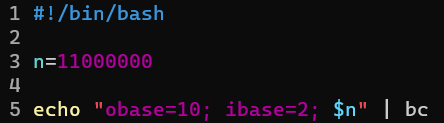 1 #!/bin/bash
2
3 n=11000000
4
5 echo "obase=10; ibase=2; $n" | bc